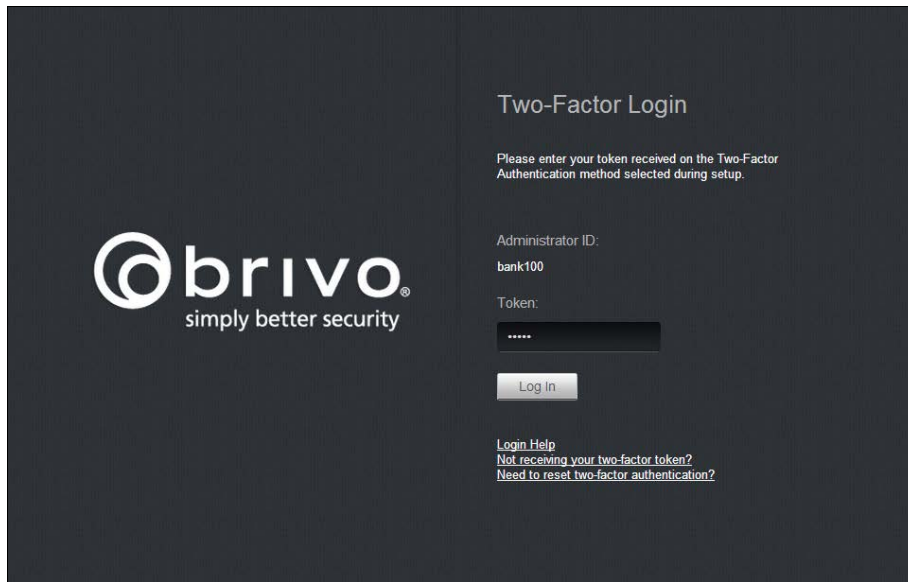 brivo®
simply better security
Two-Factor Login
Please enter your token received on the Two-Factor
Authentication method selected during setup.
Administrator ID:
bank100
Token:
•••••
Log In
Login Help
Not receiving your two-factor token?
Need to reset two-factor authentication?